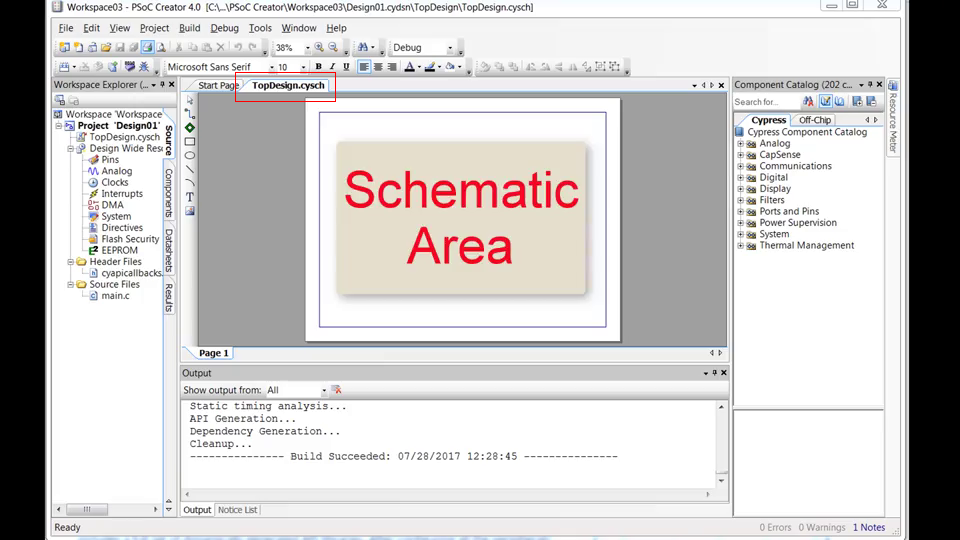 Workspace03 - PSoC Creator 4.0 [C:\...\PSoC Creator\Workspace03\Design01.cydsn\TopDesign\TopDesign.cysch]
File Edit View Project Build Debug Tools Window Help
38% Debug
Microsoft Sans Serif 10 B I U A
Workspace Explorer (2
Start Page TopDesign.cysch
Component Catalog (202 c
Workspace 'Workspace
Project 'Design01'
TopDesign.cysch
Design Wide Res
Pins
Analog
Clocks
Interrupts
DMA
System
Directives
Flash Security
EEPROM
Header Files
cyapicallbacks.
Source Files
main.c
Source
Components
Datasheets
Results
T
Schematic
Area
Page 1
Search for...
Cypress Off-Chip
Cypress Component Catalog
Analog
CapSense
Communications
Digital
Display
Filters
Ports and Pins
Power Supervision
System
Thermal Management
Resource Meter
Output
Show output from: All
Static timing analysis...
API Generation...
Dependency Generation...
Cleanup...
--------------- Build Succeeded: 07/28/2017 12:28:45 ---------------
Output Notice List
Ready
0 Errors 0 Warnings 1 Notes